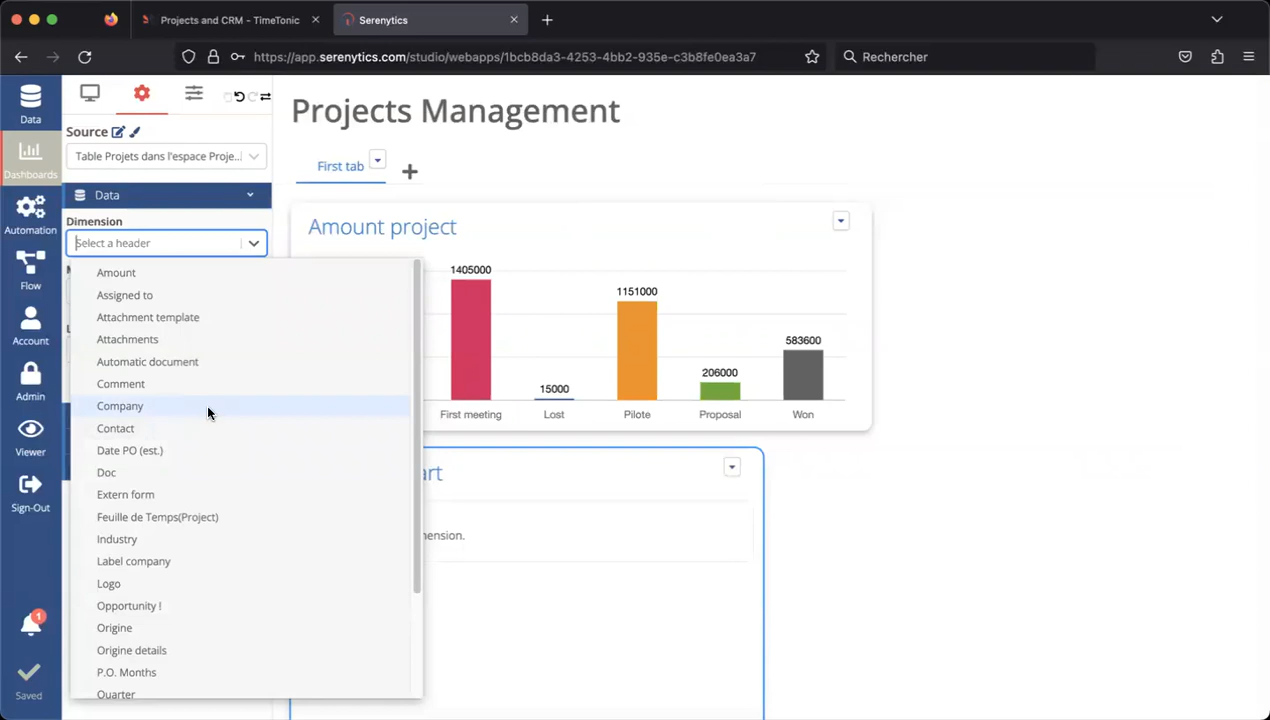 Projects and CRM - TimeTonic
Serenytics
https://app.serenytics.com/studio/webapps/1bcb8da3-4253-4bb2-935e-c3b8fe0ea3a7
Rechercher
Data
Dashboards
Automation
Flow
Account
Admin
Viewer
Sign-Out
1
Saved
Source
Table Projets dans l'espace Proje...
Data
Dimension
Select a header
Amount
Assigned to
Attachment template
Attachments
Automatic document
Comment
Company
Contact
Date PO (est.)
Doc
Extern form
Feuille de Temps(Project)
Industry
Label company
Logo
Opportunity !
Origine
Origine details
P.O. Months
Quarter
Projects Management
First tab
Amount project
1405000
15000
1151000
206000
583600
First meeting
Lost
Pilote
Proposal
Won